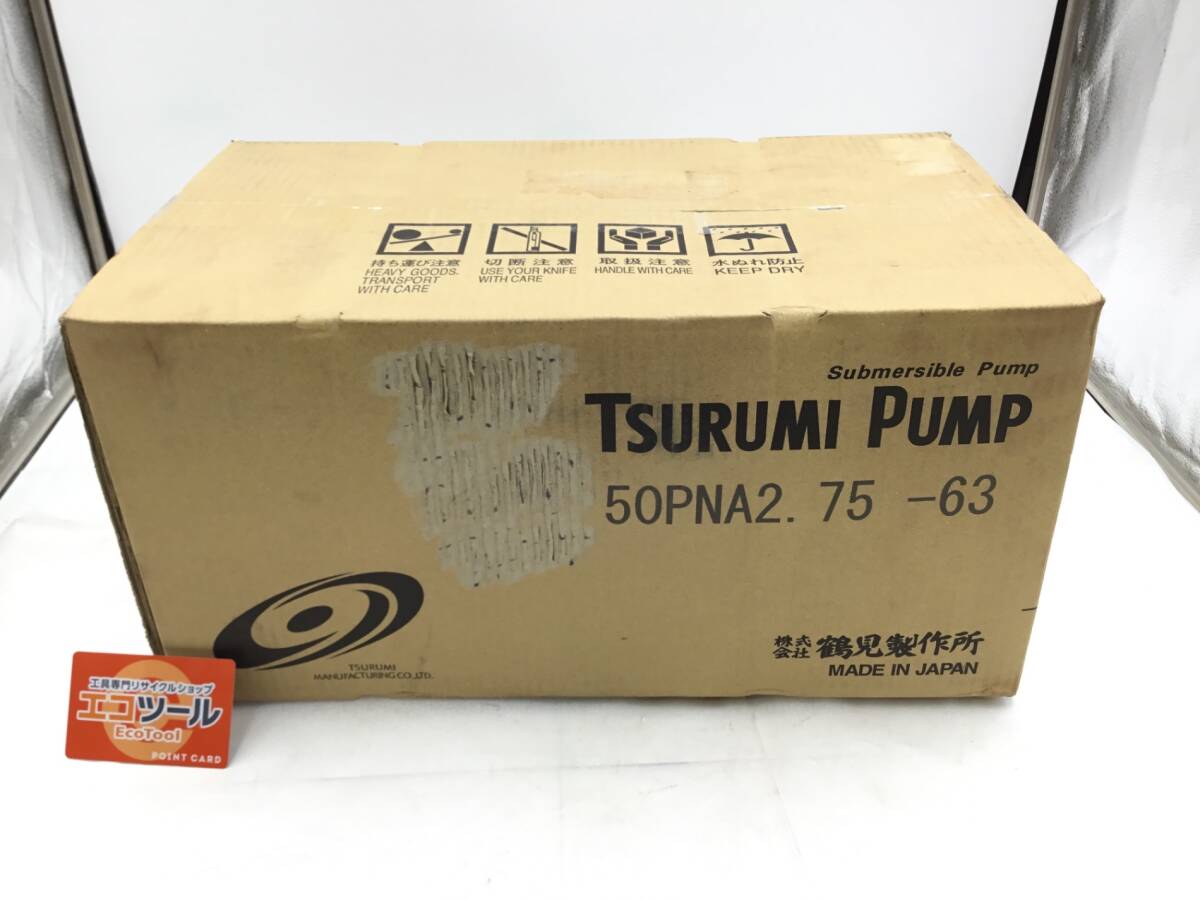 持ち運び注意
HEAVY GOODS.
TRANSPORT
WITH CARE
切断注意
USE YOUR KNIFE
WITH CARE
取扱注意
HANDLE WITH CARE
水ぬれ防止
KEEP DRY
Submersible Pump
TSURUMI PUMP
50PNA2. 75 -63
TSURUMI
MANUFACTURING CO.,LTD.
株式会社 鶴見製作所
MADE IN JAPAN
工具専門リサイクルショップ
エコツール
EcoTool
POINT CARD